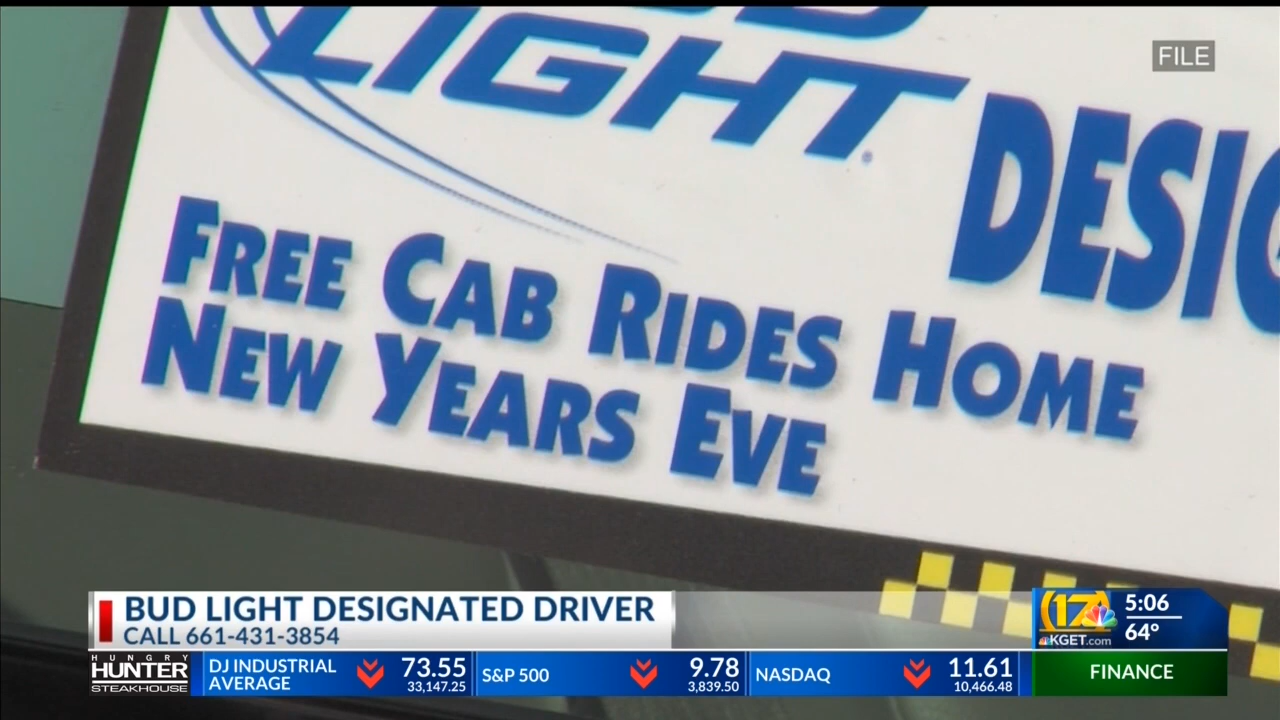 FILE
LIGHT
FREE CAB RIDES HOME
NEW YEARS EVE
BUD LIGHT DESIGNATED DRIVER
CALL 661-431-3854
17
KGET.com
5:06
64°
HUNGRY
HUNTER
STEAKHOUSE
DJ INDUSTRIAL
AVERAGE
73.55
33,147.25
S&P 500
9.78
3,839.50
NASDAQ
11.61
10,466.48
FINANCE